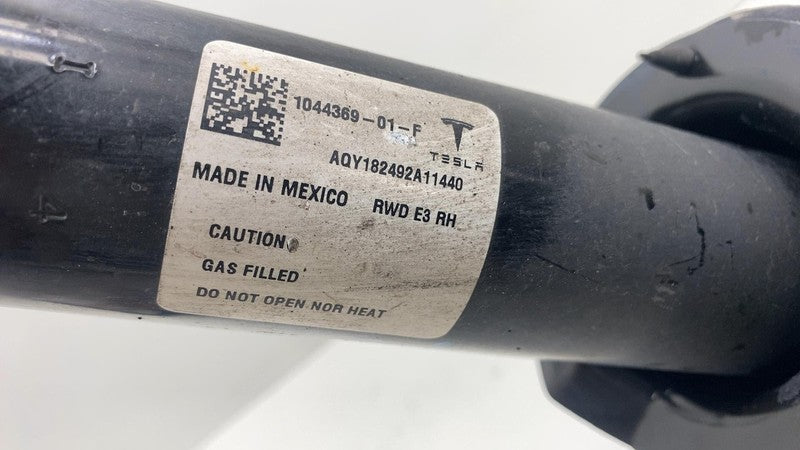 1044369-01-F
TESLA
AQY182492A11440
MADE IN MEXICO RWD E3 RH
CAUTION
GAS FILLED
DO NOT OPEN NOR HEAT